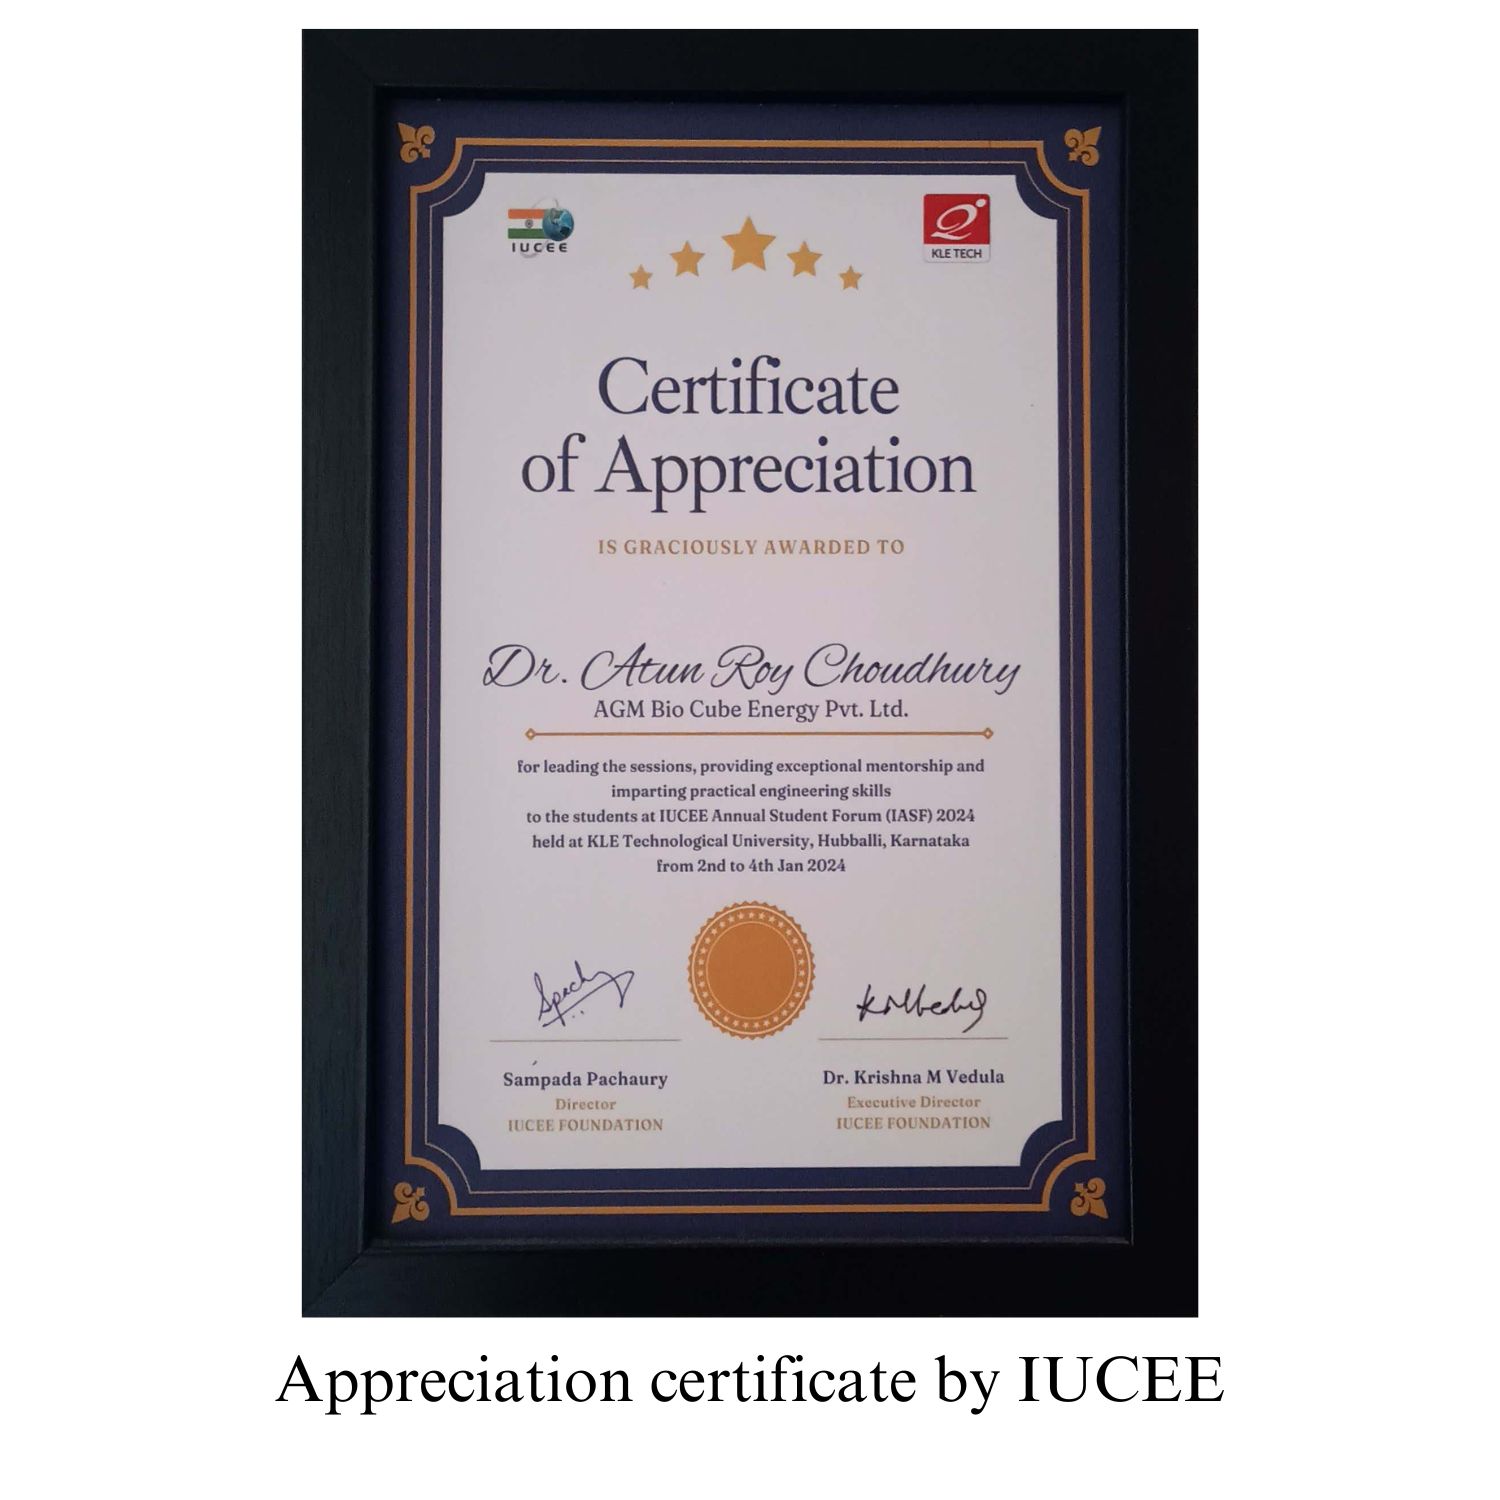 IUCEE
KLE TECH
Certificate
of Appreciation
IS GRACIOUSLY AWARDED TO
Dr. Atun Roy Choudhury
AGM Bio Cube Energy Pvt. Ltd.
for leading the sessions, providing exceptional mentorship and
imparting practical engineering skills
to the students at IUCEE Annual Student Forum (IASF) 2024
held at KLE Technological University, Hubballi, Karnataka
from 2nd to 4th Jan 2024
Sampada Pachaury
Director
IUCEE FOUNDATION
Dr. Krishna M Vedula
Executive Director
IUCEE FOUNDATION
Appreciation certificate by IUCEE